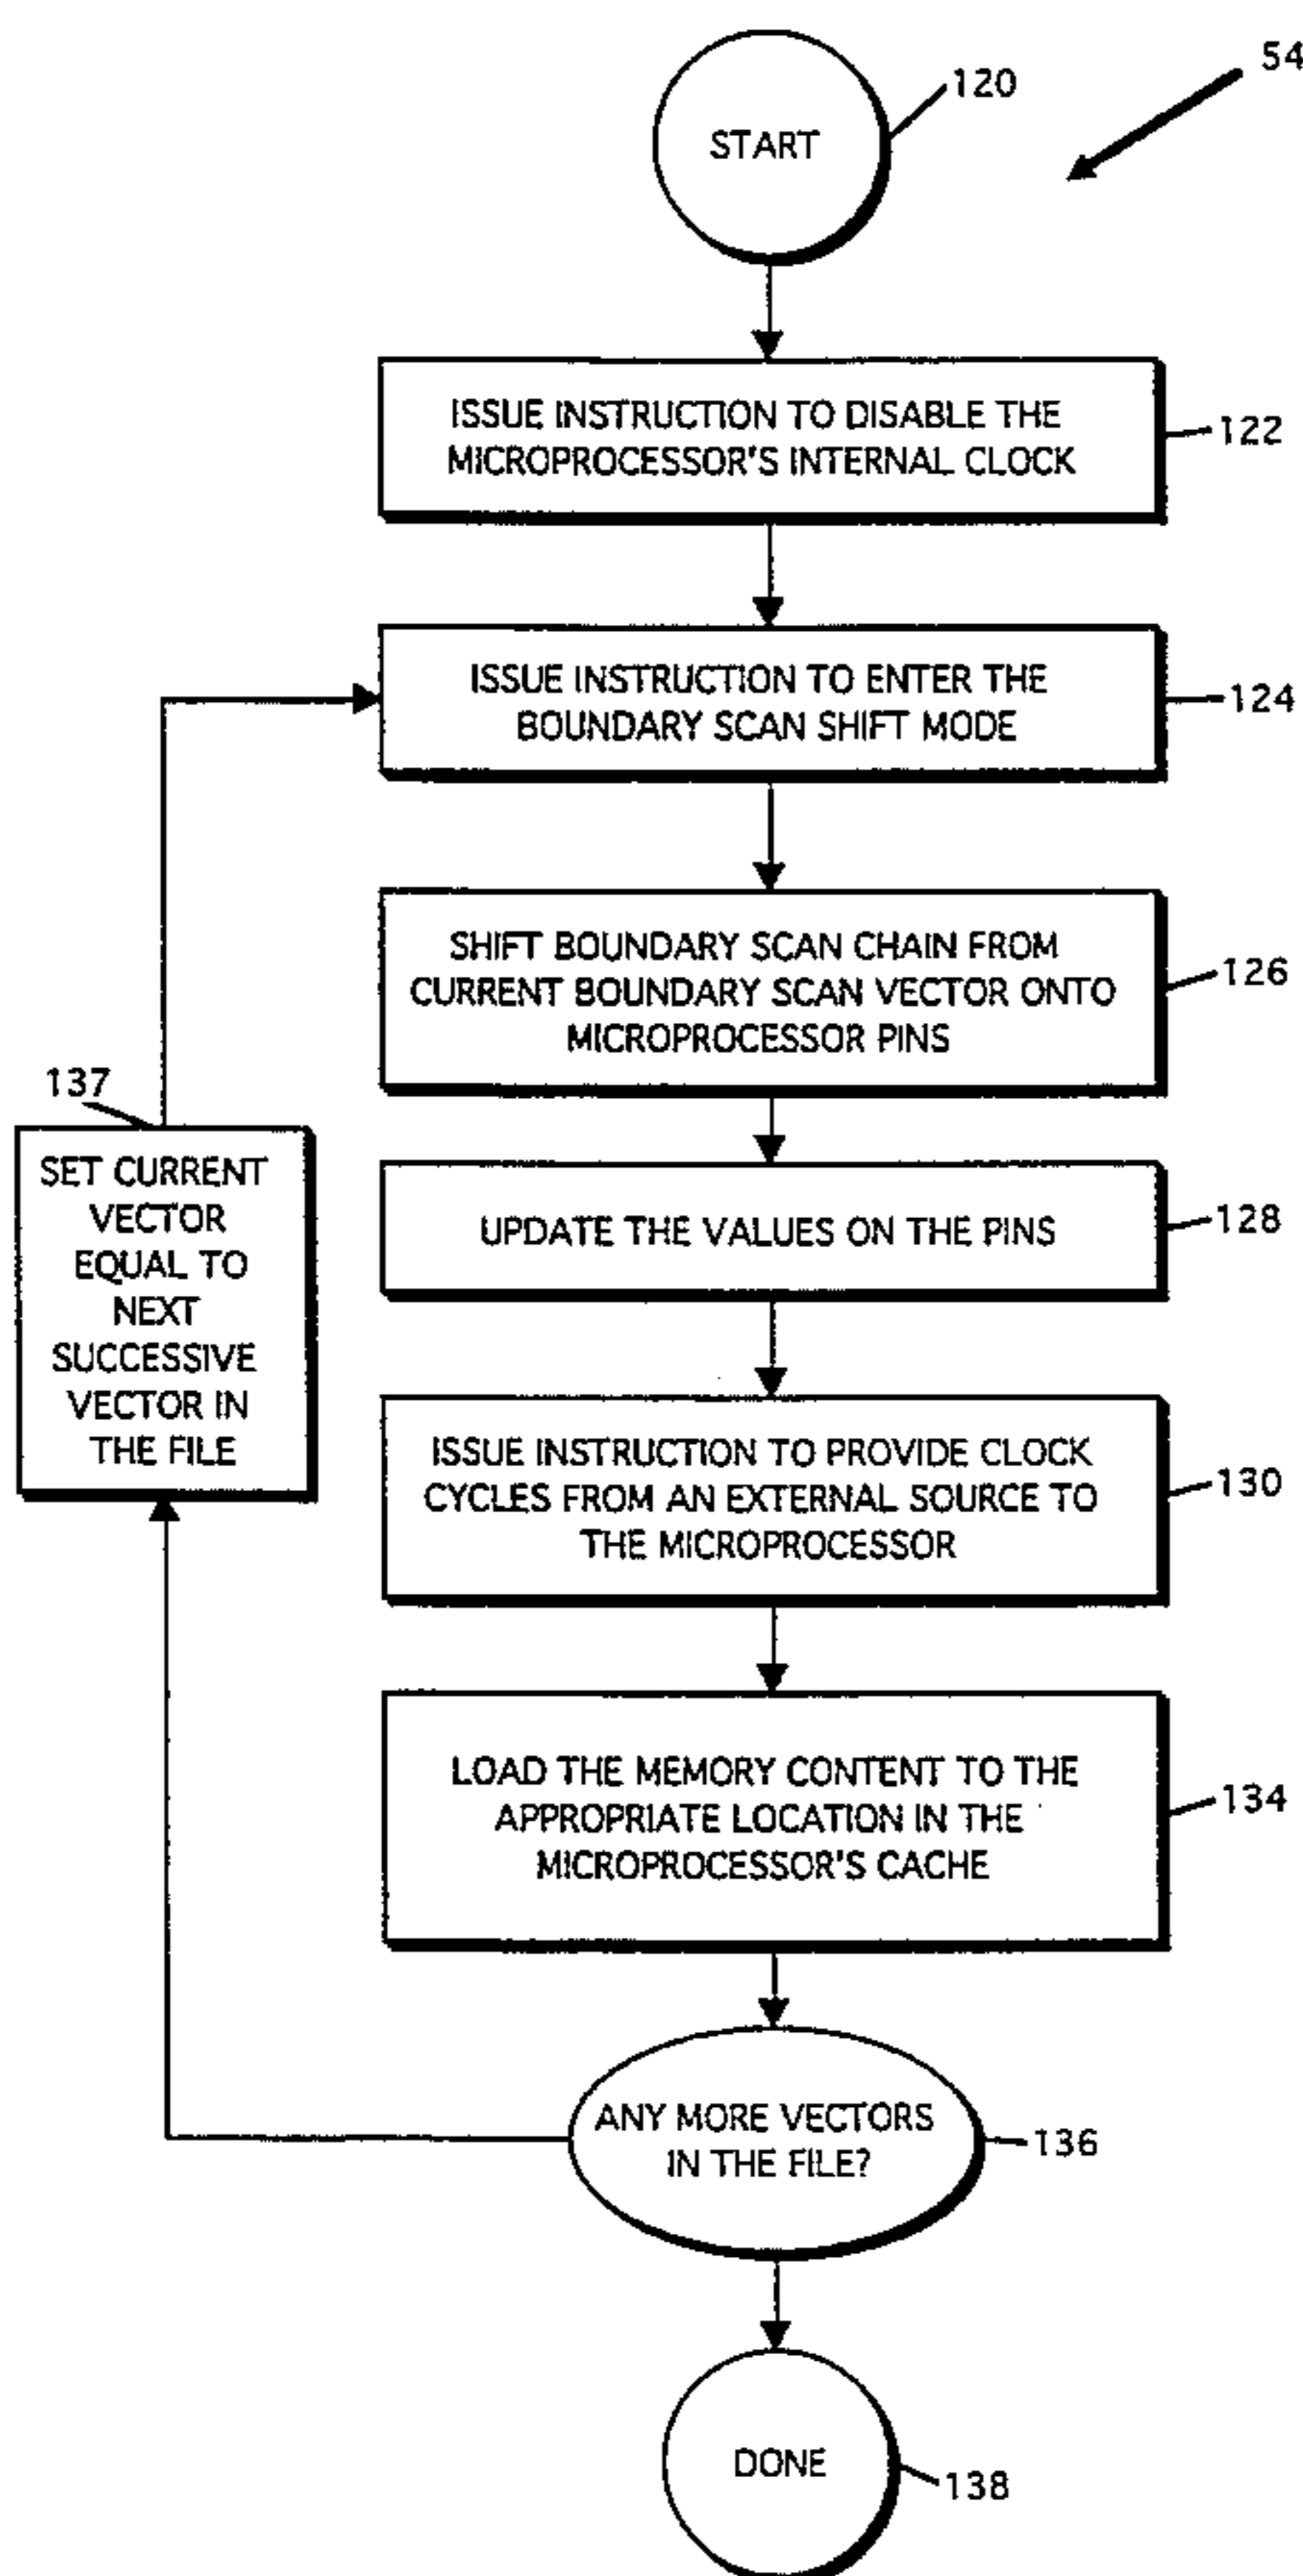 54
120
START
ISSUE INSTRUCTION TO DISABLE THE
MICROPROCESSOR'S INTERNAL CLOCK
122
ISSUE INSTRUCTION TO ENTER THE
BOUNDARY SCAN SHIFT MODE
124
SHIFT BOUNDARY SCAN CHAIN FROM
CURRENT BOUNDARY SCAN VECTOR ONTO
MICROPROCESSOR PINS
126
137
SET CURRENT
VECTOR
EQUAL TO
NEXT
SUCCESSIVE
VECTOR IN
THE FILE
UPDATE THE VALUES ON THE PINS
128
ISSUE INSTRUCTION TO PROVIDE CLOCK
CYCLES FROM AN EXTERNAL SOURCE TO
THE MICROPROCESSOR
130
LOAD THE MEMORY CONTENT TO THE
APPROPRIATE LOCATION IN THE
MICROPROCESSOR'S CACHE
134
ANY MORE VECTORS
IN THE FILE?
136
DONE
138